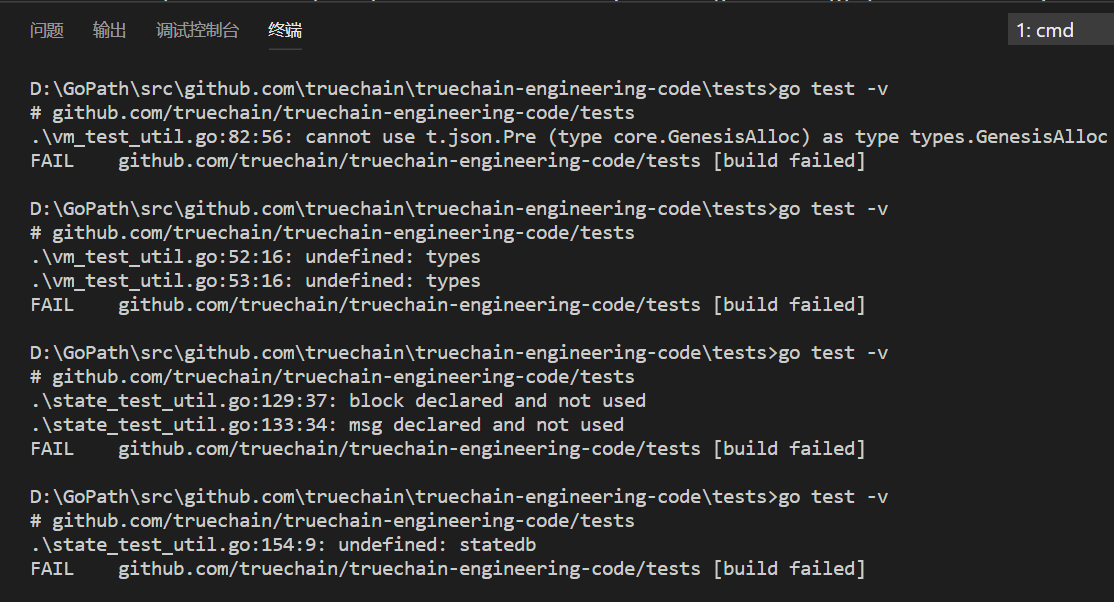 问题 输出 调试控制台 终端 1: cmd
D:\GoPath\src\github.com\truechain\truechain-engineering-code\tests>go test -v
# github.com/truechain/truechain-engineering-code/tests
.\vm_test_util.go:82:56: cannot use t.json.Pre (type core.GenesisAlloc) as type types.GenesisAlloc
FAIL    github.com/truechain/truechain-engineering-code/tests [build failed]
D:\GoPath\src\github.com\truechain\truechain-engineering-code\tests>go test -v
# github.com/truechain/truechain-engineering-code/tests
.\vm_test_util.go:52:16: undefined: types
.\vm_test_util.go:53:16: undefined: types
FAIL    github.com/truechain/truechain-engineering-code/tests [build failed]
D:\GoPath\src\github.com\truechain\truechain-engineering-code\tests>go test -v
# github.com/truechain/truechain-engineering-code/tests
.\state_test_util.go:129:37: block declared and not used
.\state_test_util.go:133:34: msg declared and not used
FAIL    github.com/truechain/truechain-engineering-code/tests [build failed]
D:\GoPath\src\github.com\truechain\truechain-engineering-code\tests>go test -v
# github.com/truechain/truechain-engineering-code/tests
.\state_test_util.go:154:9: undefined: statedb
FAIL    github.com/truechain/truechain-engineering-code/tests [build failed]